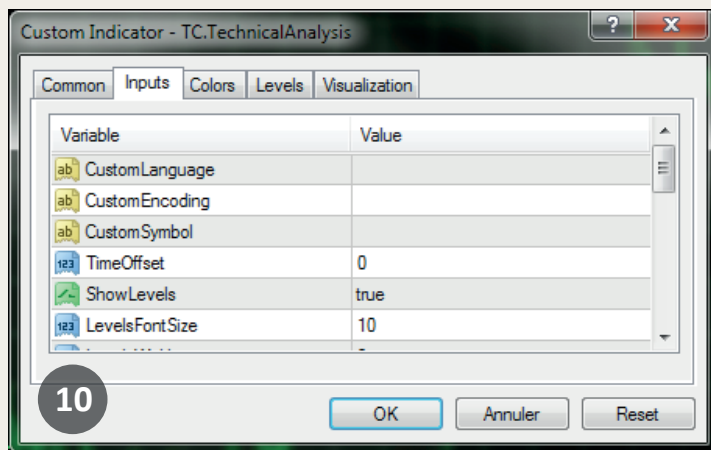 Custom Indicator - TC.TechnicalAnalysis
? X
Common Inputs Colors Levels Visualization
Variable Value
ab CustomLanguage
ab CustomEncoding
ab CustomSymbol
123 TimeOffset 0
ShowLevels true
123 LevelsFontSize 10
10
OK Annuler Reset